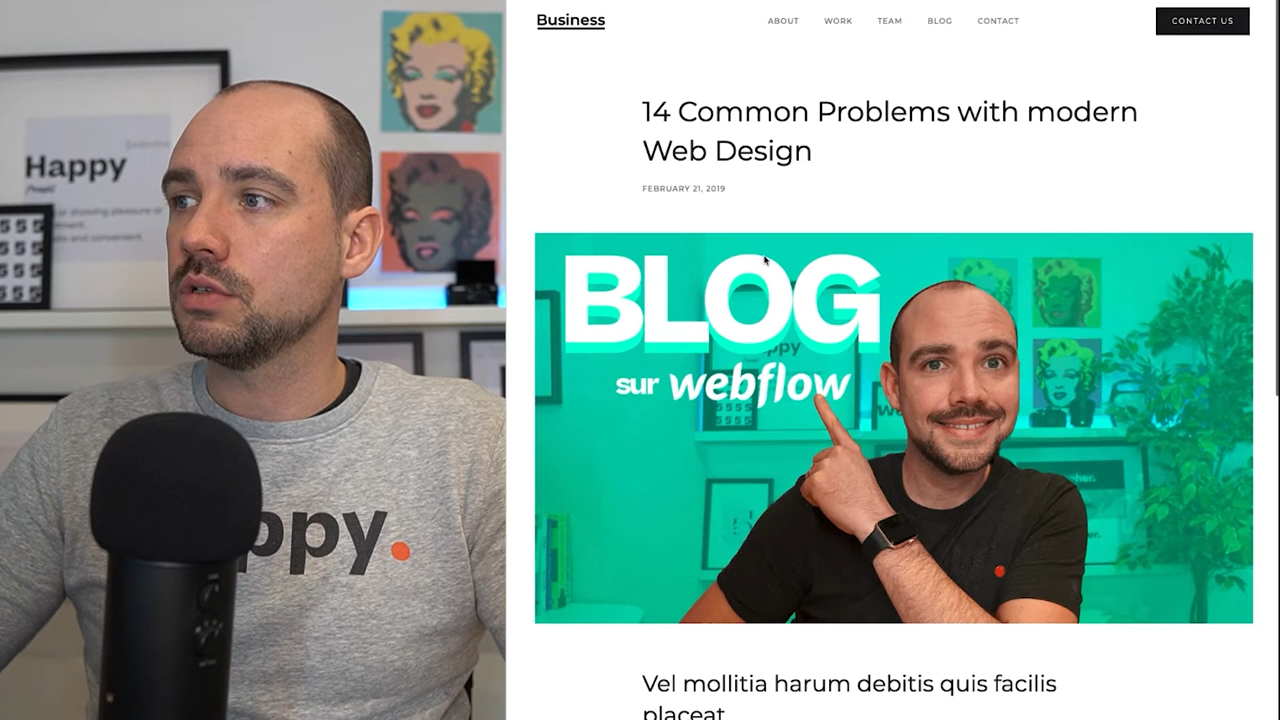 Happy
ppy.
Business
ABOUT WORK TEAM BLOG CONTACT
CONTACT US
14 Common Problems with modern
Web Design
FEBRUARY 21, 2019
BLOG
sur webflow
Vel mollitia harum debitis quis facilis
placeat